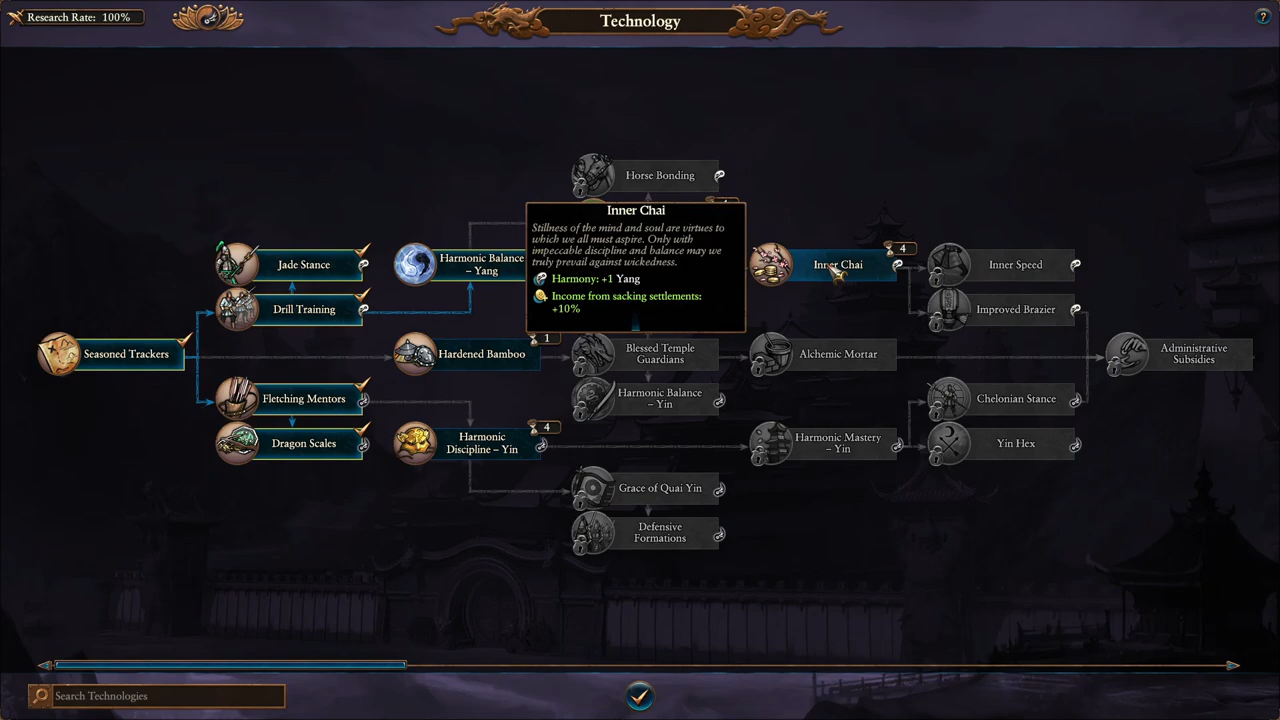 Research Rate: 100%
Technology
?
Horse Bonding
Inner Chai
Stillness of the mind and soul are virtues to
which we all must aspire. Only with
impeccable discipline and balance may we
truly prevail against wickedness.
Harmony: +1 Yang
Income from sacking settlements:
+10%
Jade Stance
Harmonic Balance
– Yang
Inner Chai
4
Inner Speed
Drill Training
Improved Brazier
Seasoned Trackers
Hardened Bamboo
1
Blessed Temple
Guardians
Alchemic Mortar
Administrative
Subsidies
Fletching Mentors
Harmonic Balance
– Yin
Chelonian Stance
Dragon Scales
Harmonic
Discipline – Yin
4
Harmonic Mastery
– Yin
Yin Hex
Grace of Quai Yin
Defensive
Formations
Search Technologies